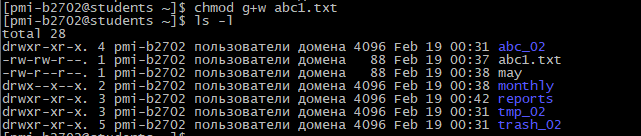 [pmi-b2702@students ~]$ chmod g+w abc1.txt
[pmi-b2702@students ~]$ ls -l
total 28
drwxr-xr-x. 4 pmi-b2702 пользователи домена 4096 Feb 19 00:31 abc_02
-rw-rw-r--. 1 pmi-b2702 пользователи домена   88 Feb 19 00:37 abc1.txt
-rw-r--r--. 1 pmi-b2702 пользователи домена   88 Feb 19 00:38 may
drwx--x--x. 2 pmi-b2702 пользователи домена 4096 Feb 19 00:38 monthly
drwxr-xr-x. 3 pmi-b2702 пользователи домена 4096 Feb 19 00:42 reports
drwxr-xr-x. 3 pmi-b2702 пользователи домена 4096 Feb 19 00:31 tmp_02
drwxr-xr-x. 5 pmi-b2702 пользователи домена 4096 Feb 19 00:31 trash_02